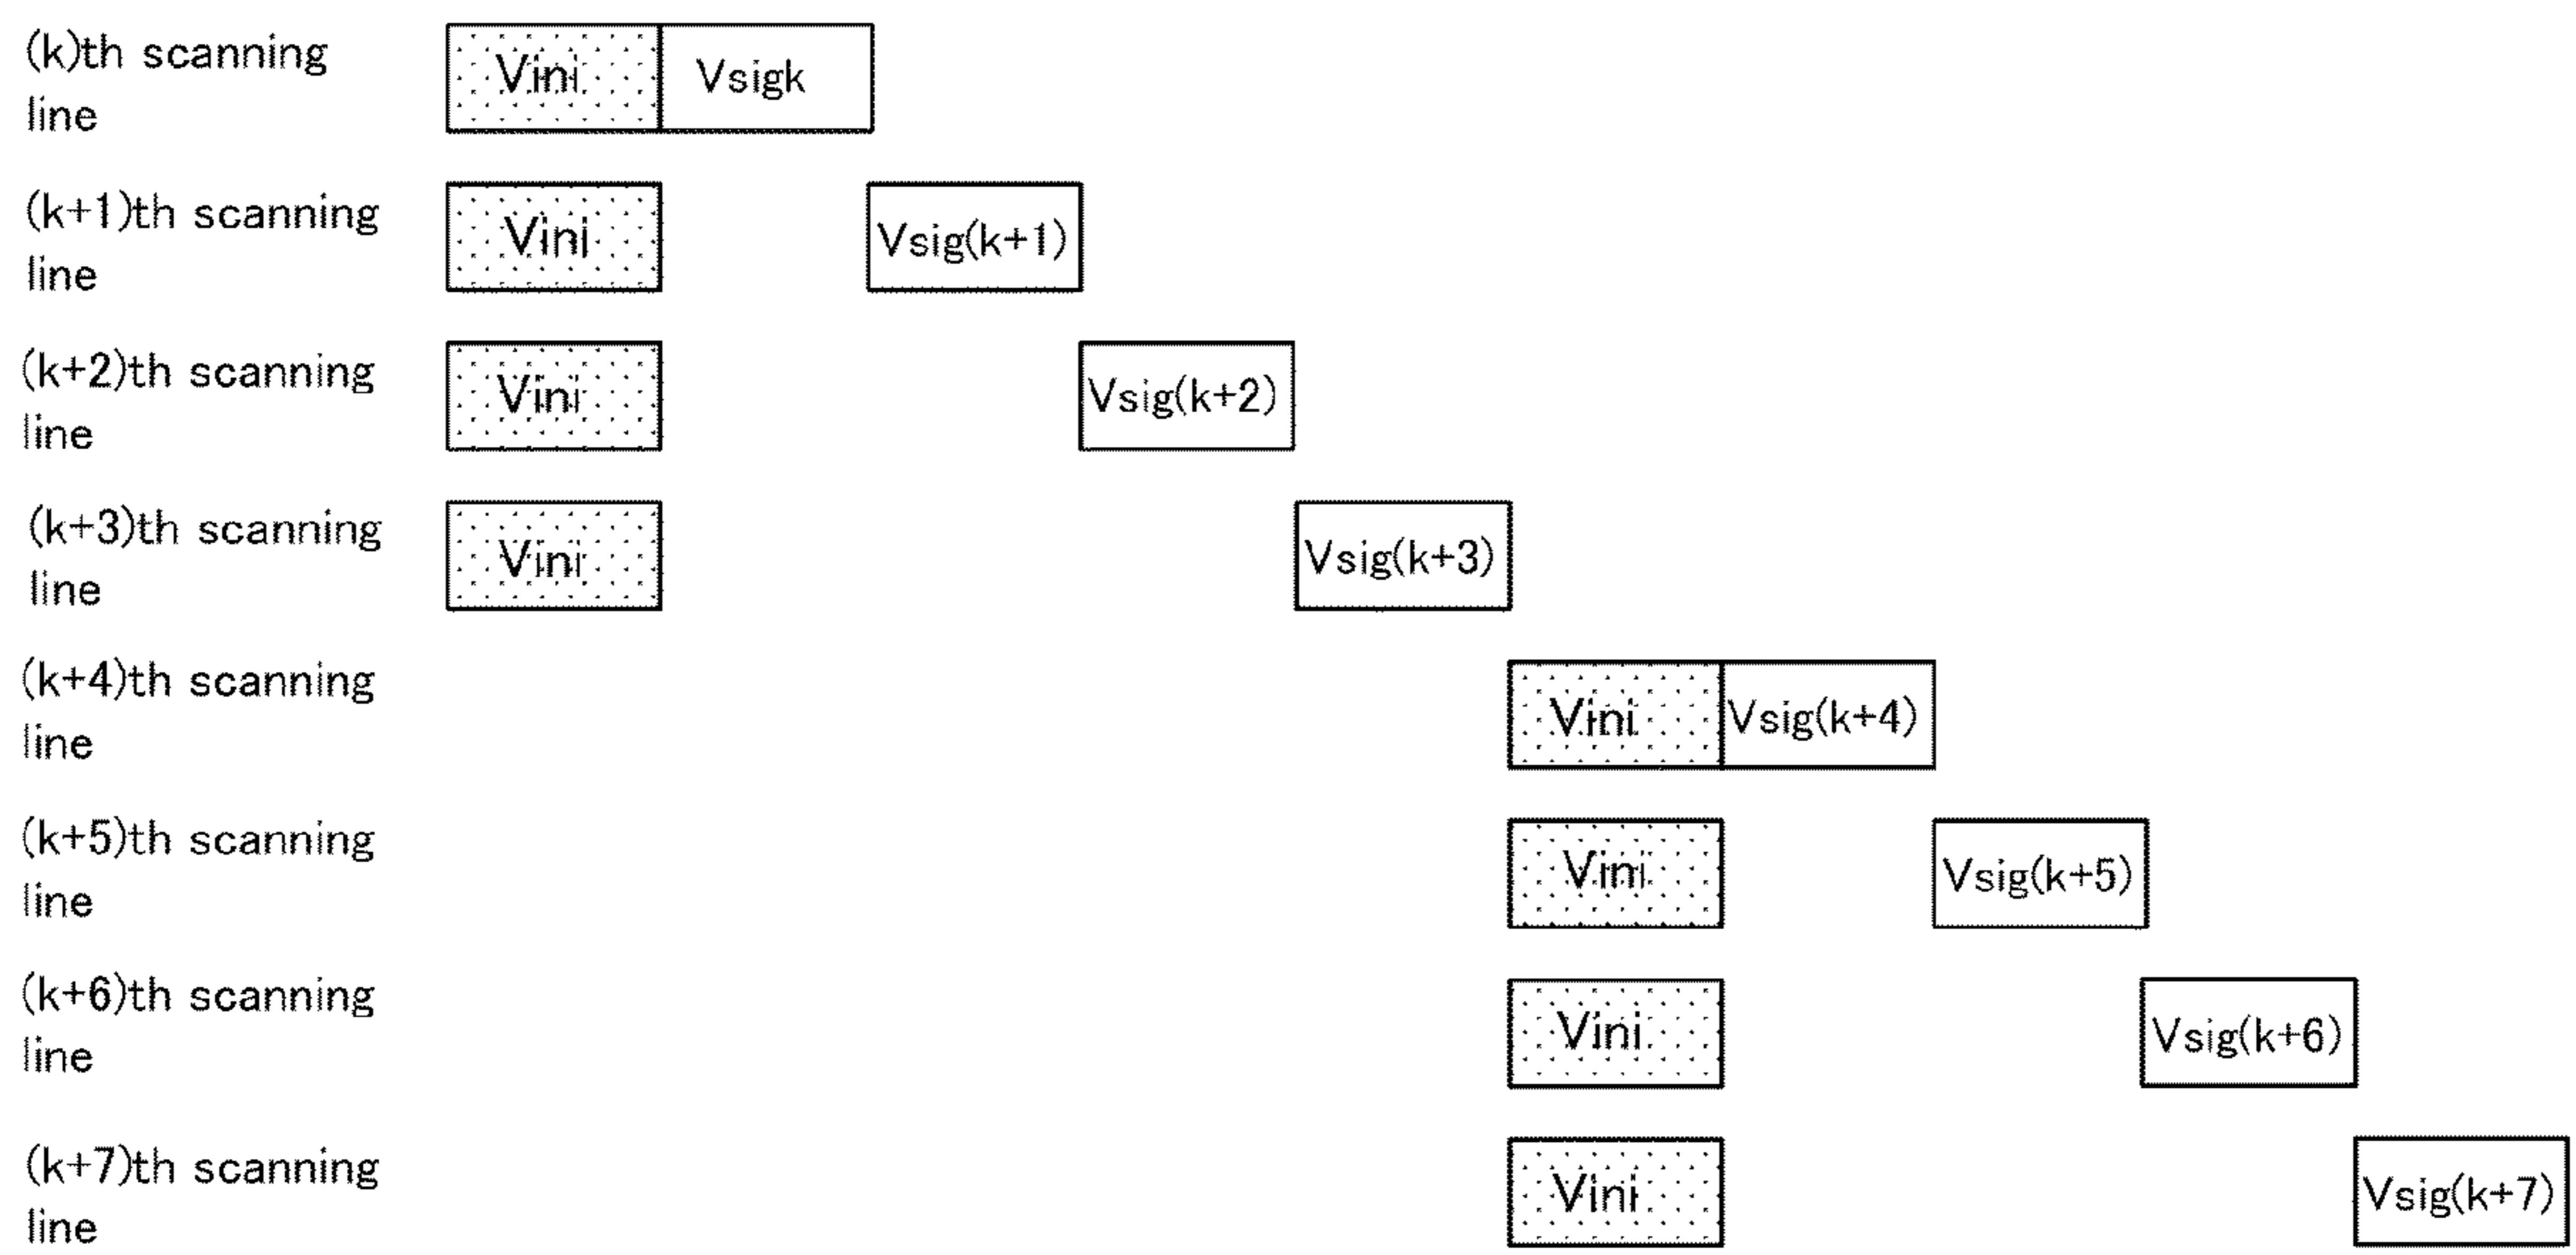 (k)th scanning
line
Vini Vsigk
(k+1)th scanning
line
Vini Vsig(k+1)
(k+2)th scanning
line
Vini Vsig(k+2)
(k+3)th scanning
line
Vini Vsig(k+3)
(k+4)th scanning
line
Vini Vsig(k+4)
(k+5)th scanning
line
Vini Vsig(k+5)
(k+6)th scanning
line
Vini Vsig(k+6)
(k+7)th scanning
line
Vini Vsig(k+7)